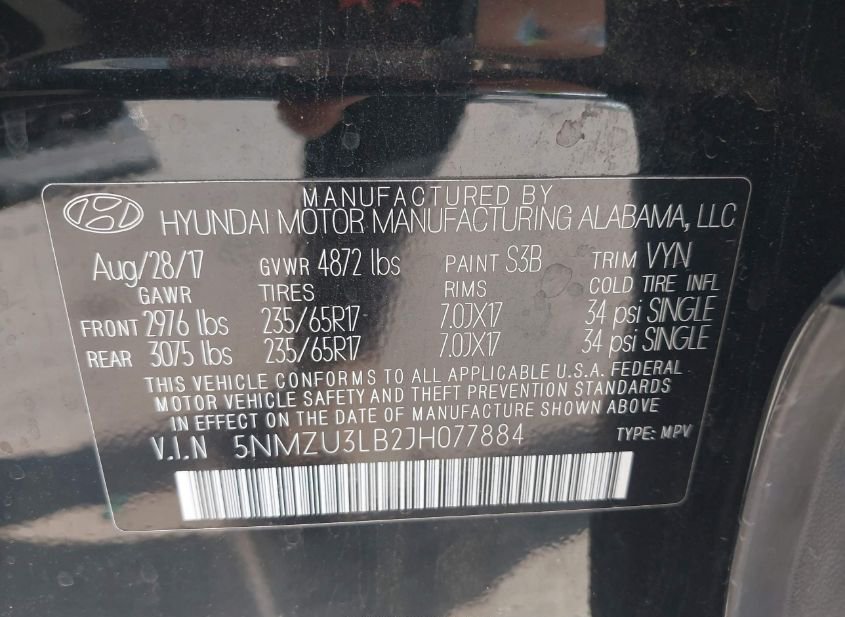 MANUFACTURED BY
HYUNDAI MOTOR MANUFACTURING ALABAMA, LLC
Aug/28/17 GVWR 4872 lbs PAINT S3B TRIM VYN
GAWR TIRES RIMS COLD TIRE INFL
FRONT 2976 lbs 235/65R17 7.0JX17 34 psi SINGLE
REAR 3075 lbs 235/65R17 7.0JX17 34 psi SINGLE
THIS VEHICLE CONFORMS TO ALL APPLICABLE U.S.A. FEDERAL
MOTOR VEHICLE SAFETY AND THEFT PREVENTION STANDARDS
IN EFFECT ON THE DATE OF MANUFACTURE SHOWN ABOVE
V.I.N 5NMZU3LB2JH077884 TYPE: MPV